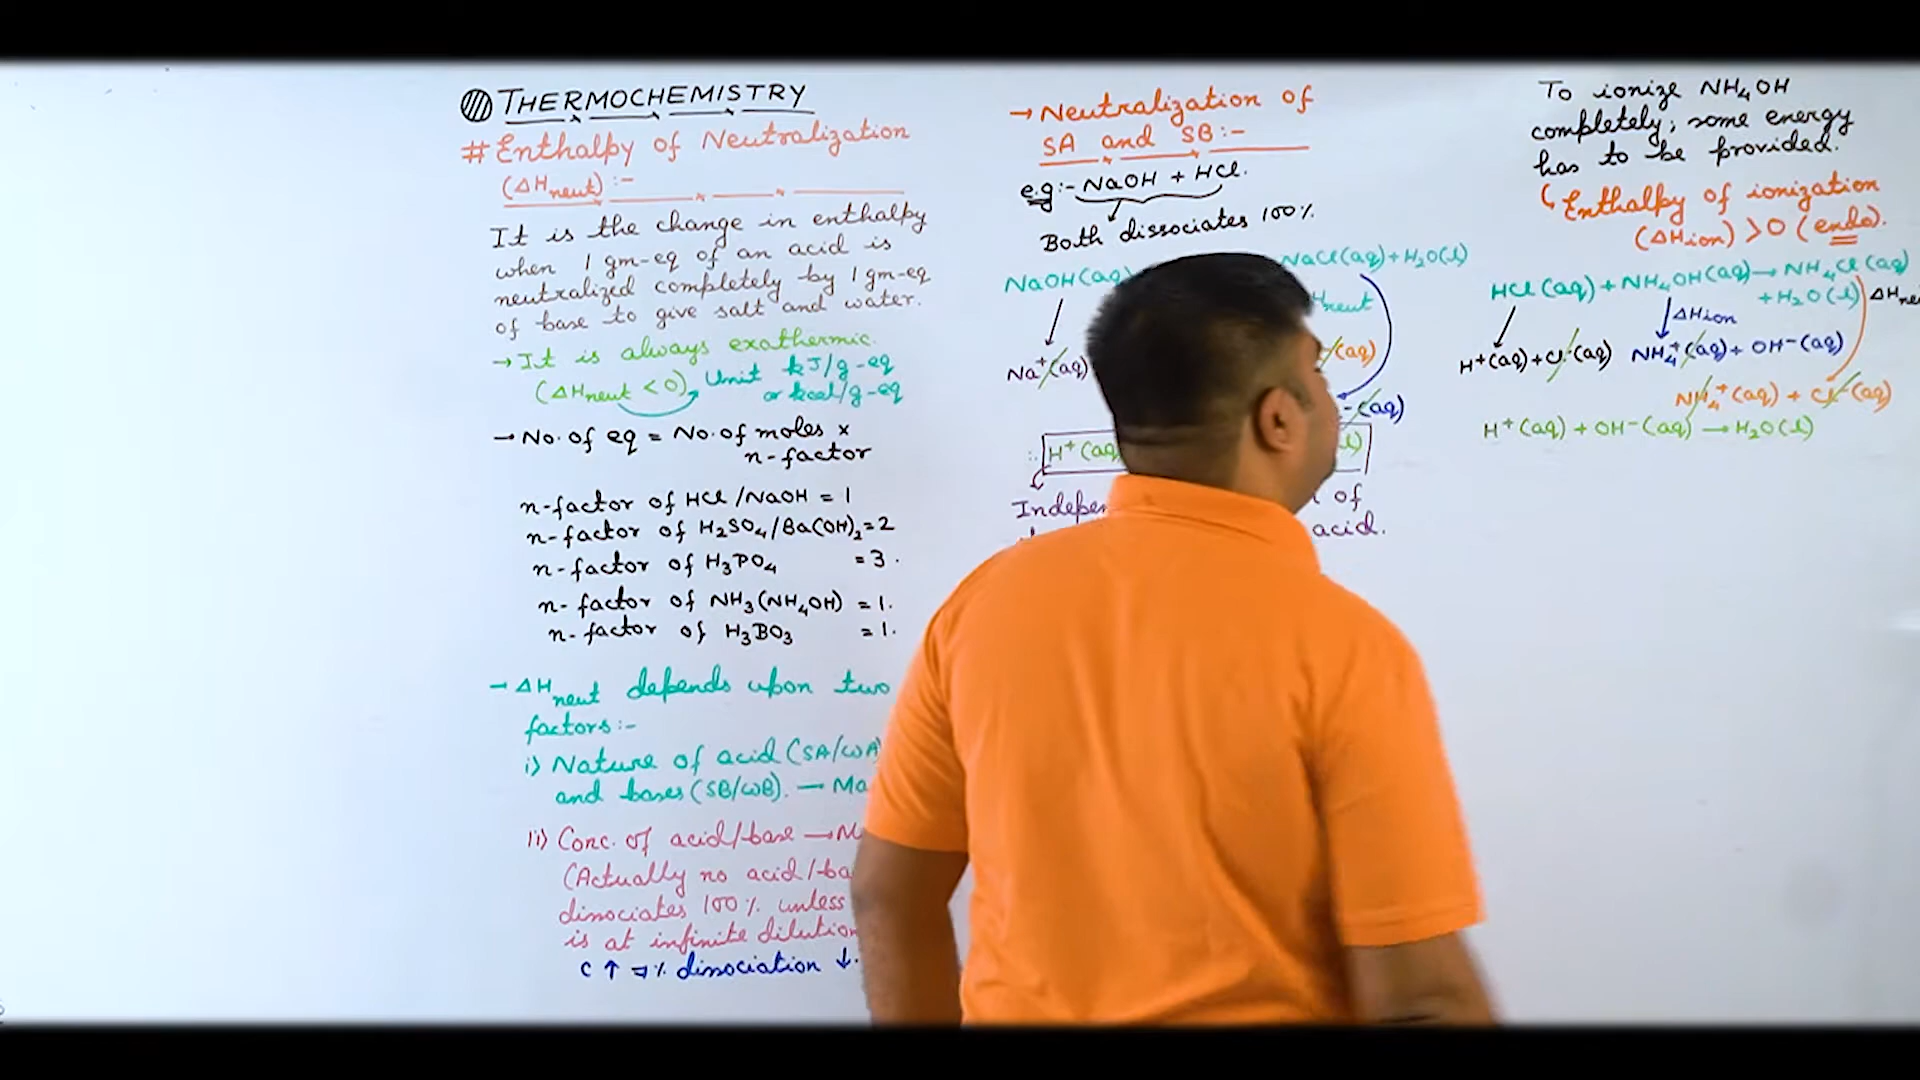 THERMOCHEMISTRY
# Enthalpy of Neutralization
(ΔHneut) :-
It is the change in enthalpy
when 1 gm-eq of an acid is
neutralized completely by 1 gm-eq
of base to give salt and water.
→ It is always exothermic.
(ΔHneut < 0) Unit kJ/g-eq
or kcal/g-eq
→ No. of eq = No. of moles ×
n-factor
n-factor of HCl/NaOH = 1
n-factor of H₂SO₄/Ba(OH)₂ = 2
n-factor of H₃PO₄ = 3.
n-factor of NH₃(NH₄OH) = 1.
n-factor of H₃BO₃ = 1.
→ ΔHneut depends upon two
factors:-
i) Nature of acid (SA/WA)
and bases (SB/WB). → Ma
ii) Conc. of acid/base → M
(Actually no acid/ba
dissociates 100% unless
is at infinite dilution
C ↑ ⇒ % dissociation ↓.
→ Neutralization of
SA and SB:-
e.g:- NaOH + HCl.
Both dissociates 100%.
NaOH(aq) NaCl(aq) + H₂O(l)
Hneut
Na⁺(aq) (aq)
-(aq)
∴ H⁺(aq) (l)
Indepen of
acid.
To ionize NH₄OH
completely; some energy
has to be provided.
↳ Enthalpy of ionization
(ΔHion) > 0 (endo).
HCl(aq) + NH₄OH(aq) → NH₄Cl(aq)
+ H₂O(l) ΔHne
ΔHion
H⁺(aq) + Cl⁻(aq) NH₄⁺(aq) + OH⁻(aq)
NH₄⁺(aq) + Cl⁻(aq)
H⁺(aq) + OH⁻(aq) → H₂O(l)